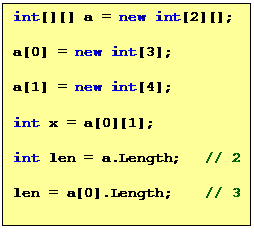 int[][] a = new int[2][];
a[0] = new int[3];
a[1] = new int[4];
int x = a[0][1];
int len = a.Length; // 2
len = a[0].Length; // 3